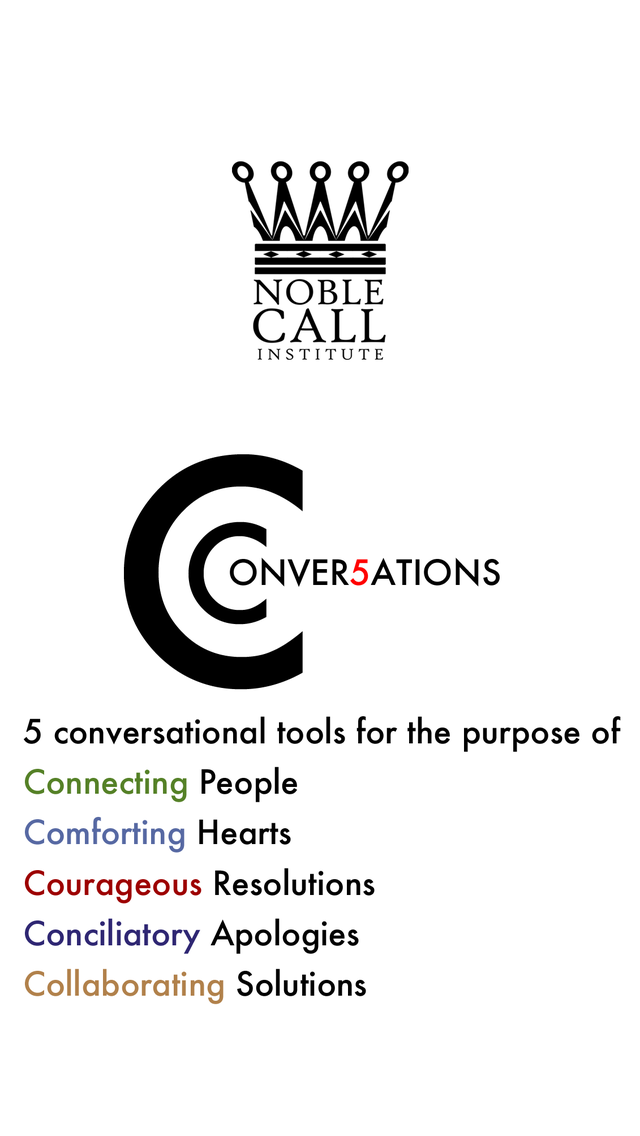 NOBLE
CALL
INSTITUTE
CONVER5ATIONS
5 conversational tools for the purpose of
Connecting People
Comforting Hearts
Courageous Resolutions
Conciliatory Apologies
Collaborating Solutions